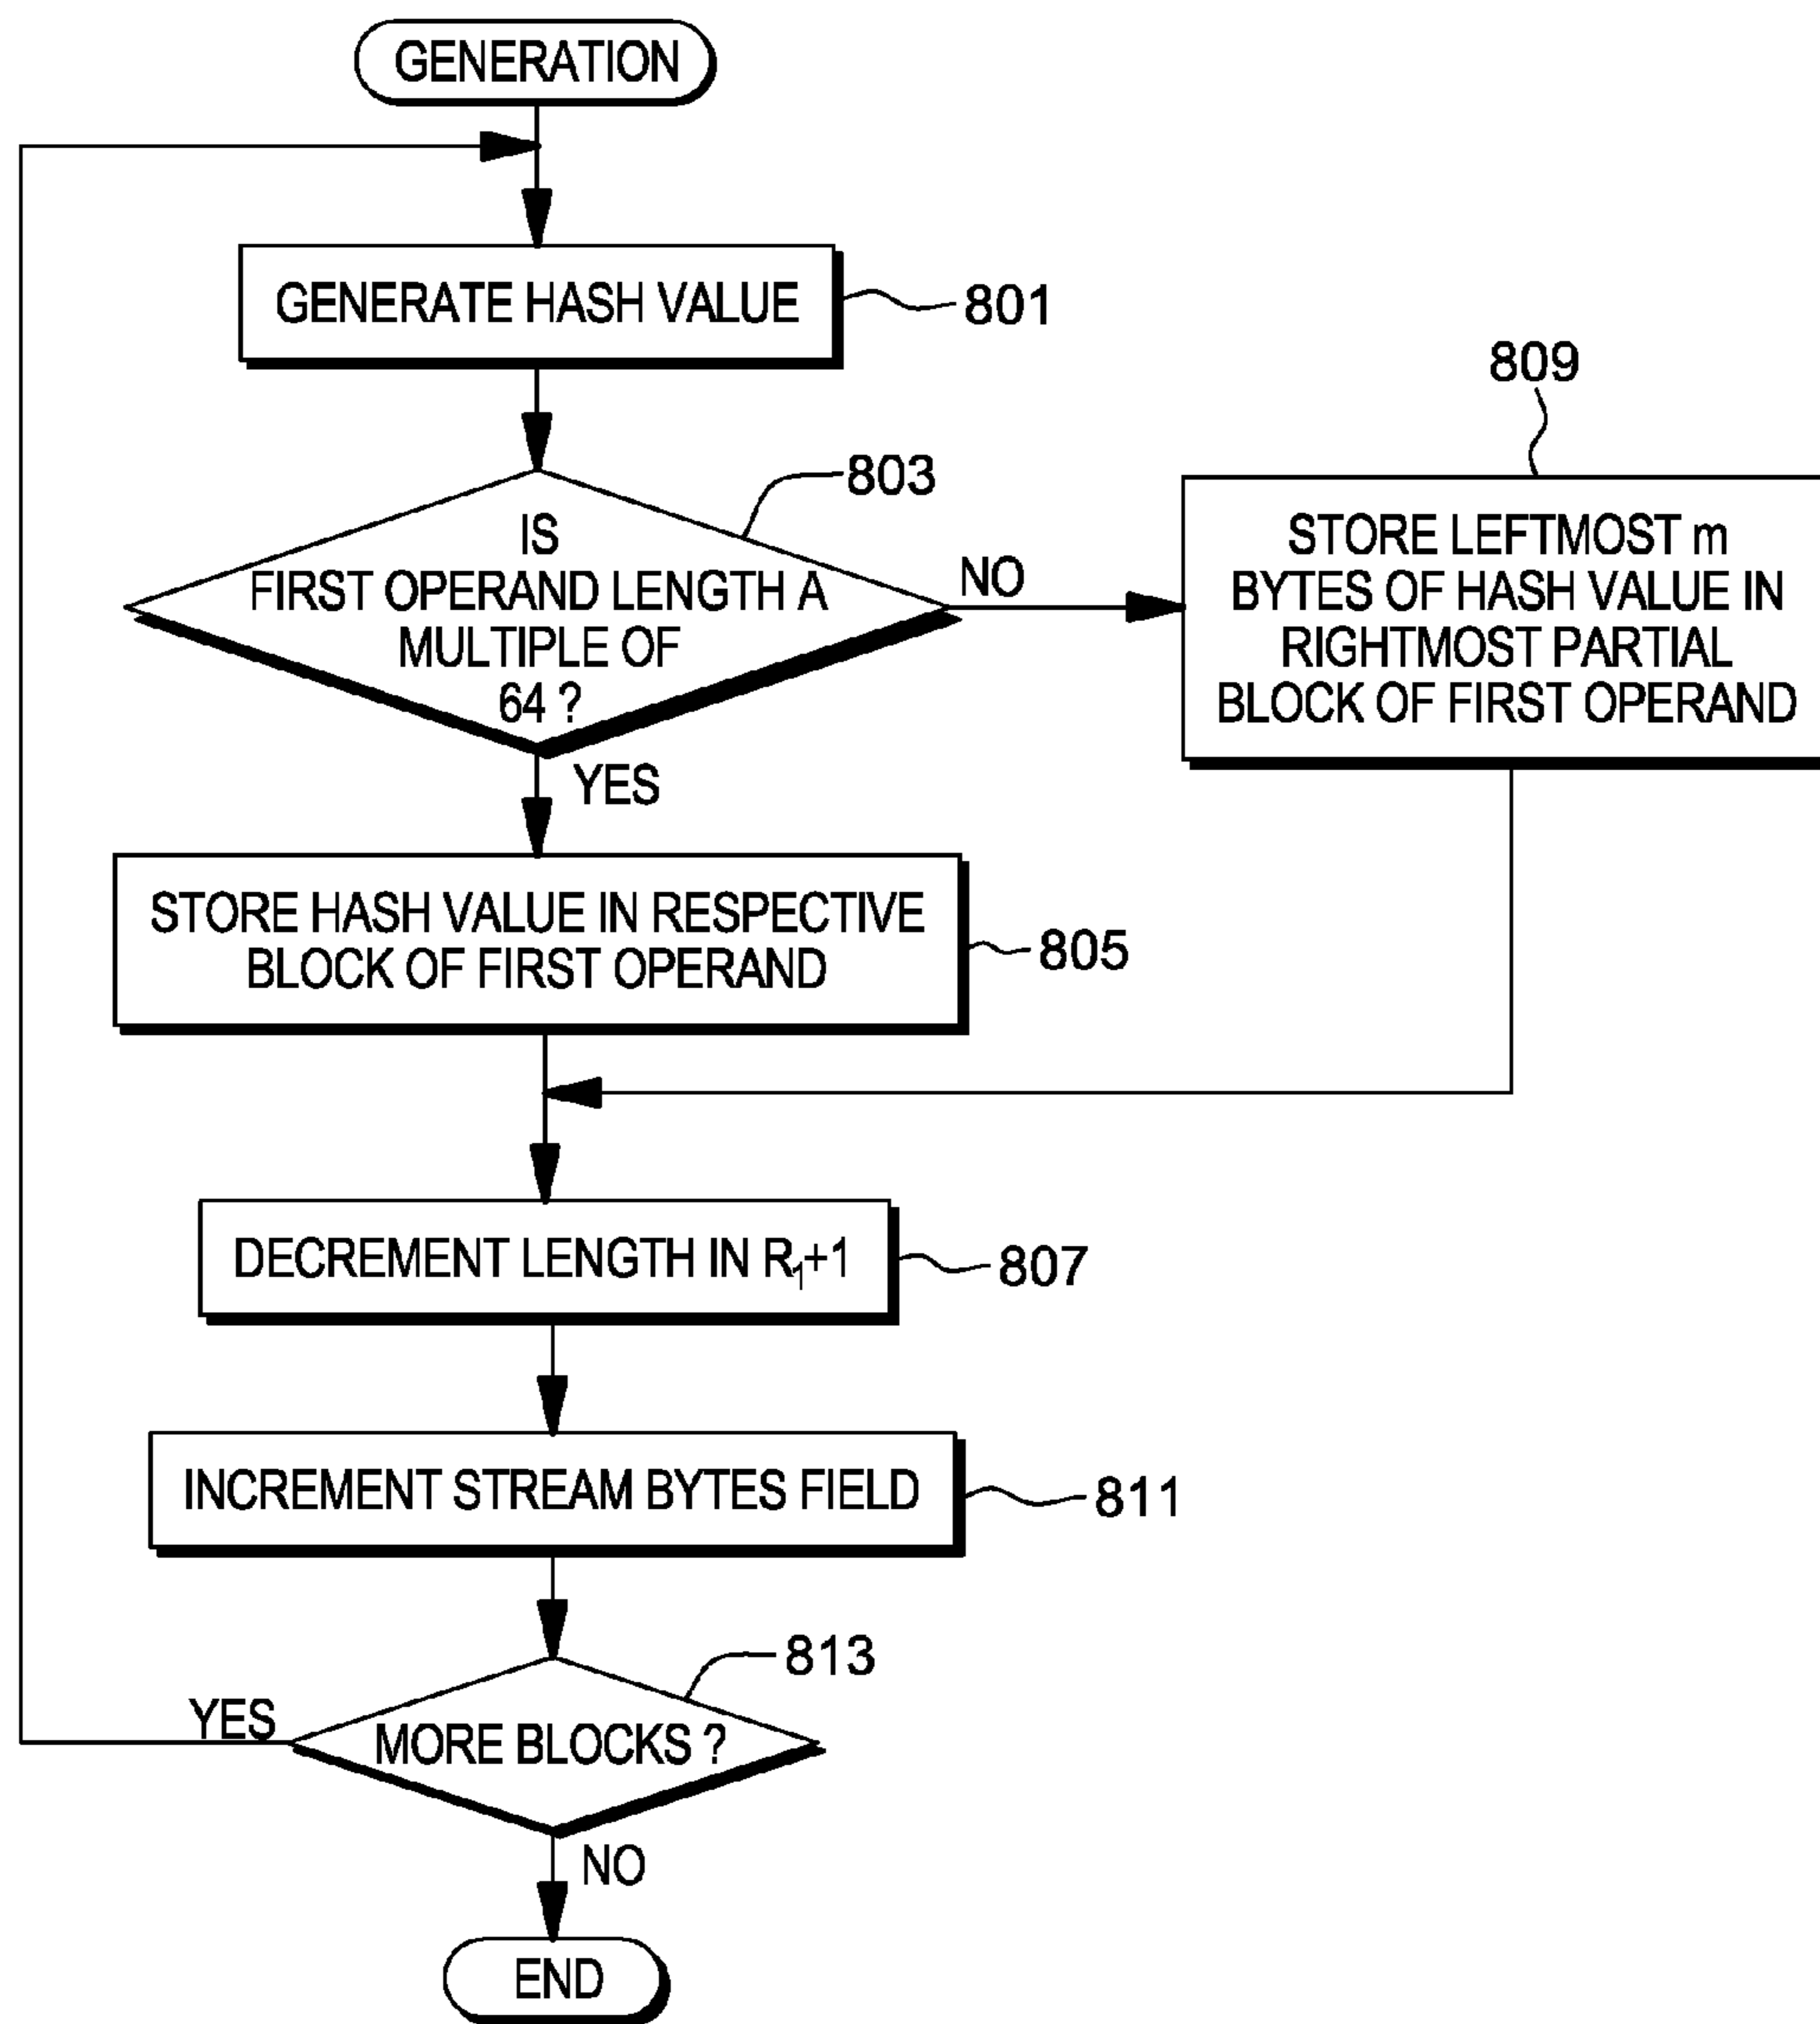 GENERATION
GENERATE HASH VALUE
801
803
IS
FIRST OPERAND LENGTH A
MULTIPLE OF
64 ?
NO
809
STORE LEFTMOST m
BYTES OF HASH VALUE IN
RIGHTMOST PARTIAL
BLOCK OF FIRST OPERAND
YES
STORE HASH VALUE IN RESPECTIVE
BLOCK OF FIRST OPERAND
805
DECREMENT LENGTH IN R₁+1
807
INCREMENT STREAM BYTES FIELD
811
813
MORE BLOCKS ?
YES
NO
END